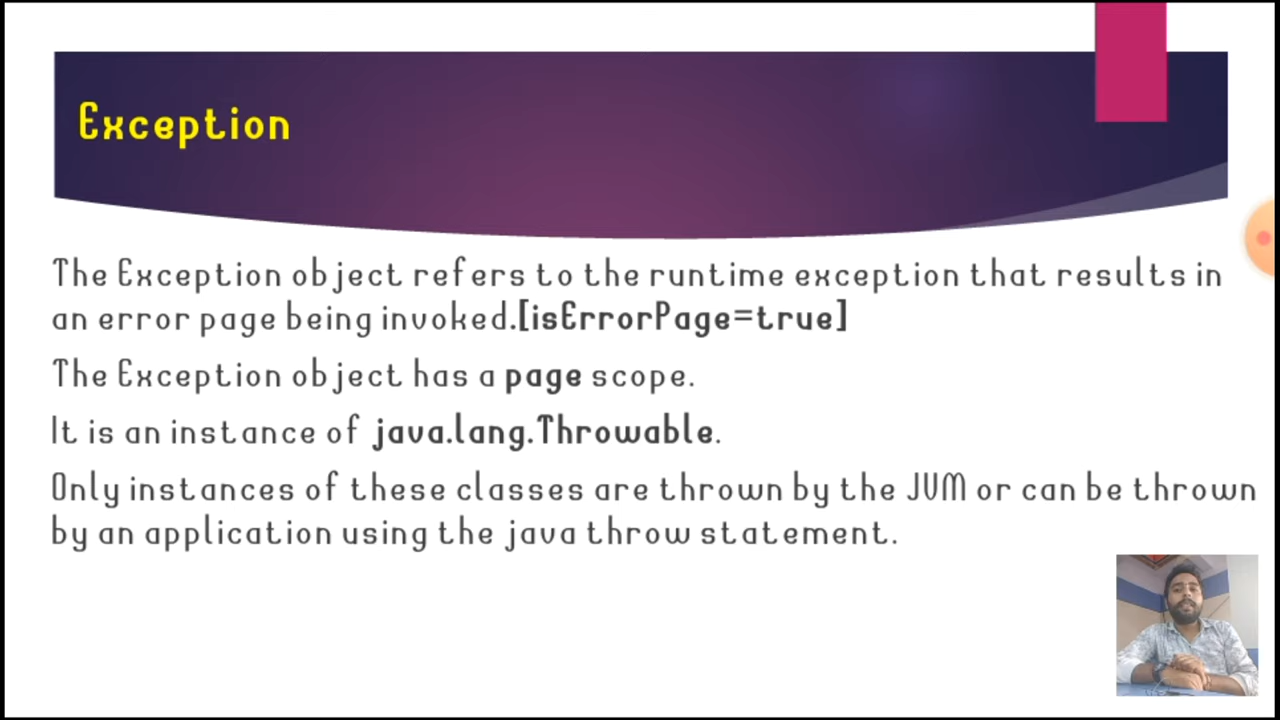 Exception
The Exception object refers to the runtime exception that results in
an error page being invoked.[isErrorPage=true]
The Exception object has a page scope.
It is an instance of java.lang.Throwable.
Only instances of these classes are thrown by the JVM or can be thrown
by an application using the java throw statement.